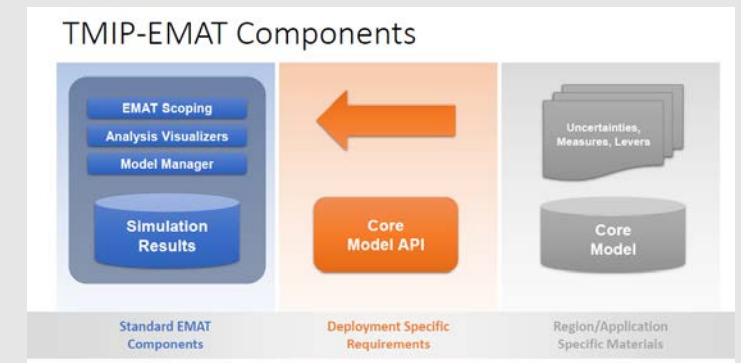 TMIP-EMAT Components
EMAT Scoping
Analysis Visualizers
Model Manager
Simulation
Results
Core
Model API
Uncertainties,
Measures, Levers
Core
Model
Standard EMAT
Components
Deployment Specific
Requirements
Region/Application
Specific Materials